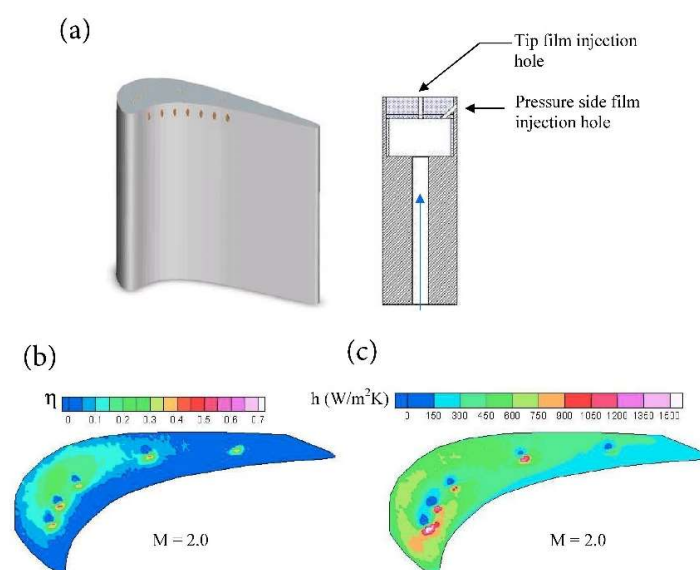 (a)
Tip film injection
hole
Pressure side film
injection hole
(b)
η
0 0.1 0.2 0.3 0.4 0.5 0.6 0.7
M = 2.0
(c)
h (W/m²K)
0 150 300 450 600 750 900 1050 1200 1350 1500
M = 2.0